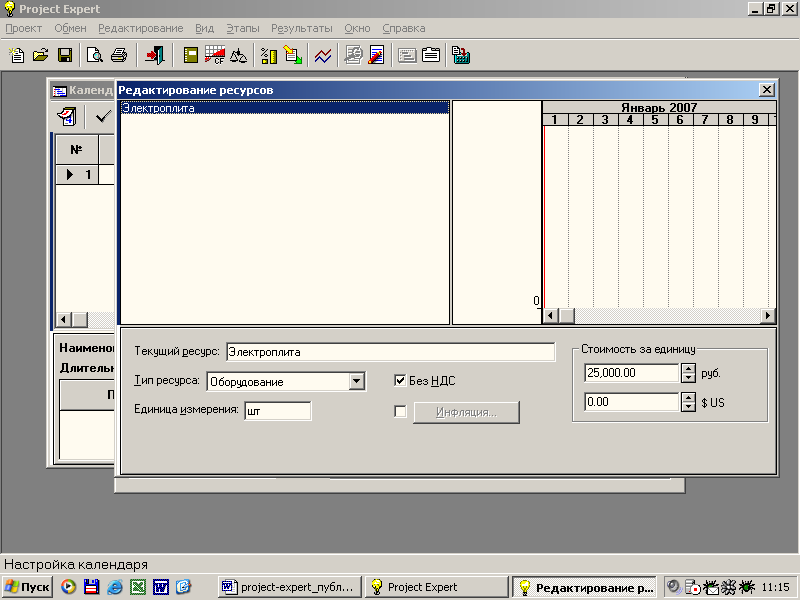 Project Expert
Проект Обмен Редактирование Вид Этапы Результаты Окно Справка
CF
Календ
Редактирование ресурсов
Электроплита
Январь 2007
1 2 3 4 5 6 7 8 9
№
1
0
Наимено
Длительн
П
Текущий ресурс: Электроплита
Тип ресурса: Оборудование
Без НДС
Единица измерения: шт
Инфляция...
Стоимость за единицу
25,000.00 руб.
0.00 $ US
Настройка календаря
Пуск
project-expert_публ...
Project Expert
Редактирование р...
11:15